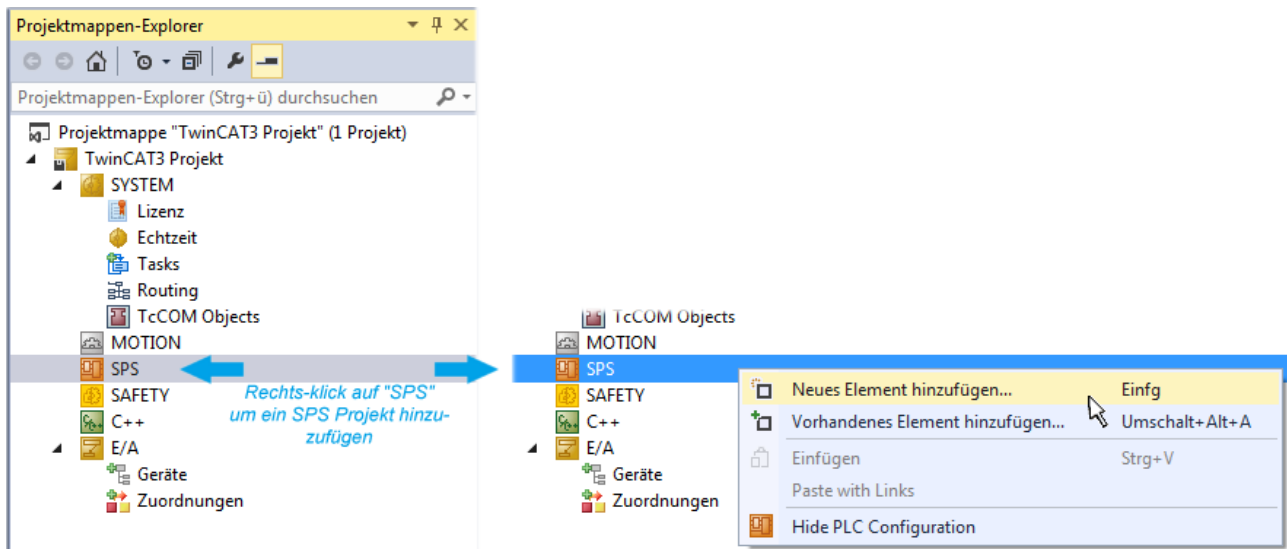 Projektmappen-Explorer
Projektmappen-Explorer (Strg+ü) durchsuchen
Projektmappe "TwinCAT3 Projekt" (1 Projekt)
TwinCAT3 Projekt
SYSTEM
Lizenz
Echtzeit
Tasks
Routing
TcCOM Objects
MOTION
SPS
SAFETY
C++
E/A
Geräte
Zuordnungen
Rechts-klick auf "SPS"
um ein SPS Projekt hinzu-
zufügen
TcCOM Objects
MOTION
SPS
SAFETY
C++
E/A
Geräte
Zuordnungen
Neues Element hinzufügen... Einfg
Vorhandenes Element hinzufügen... Umschalt+Alt+A
Einfügen Strg+V
Paste with Links
Hide PLC Configuration